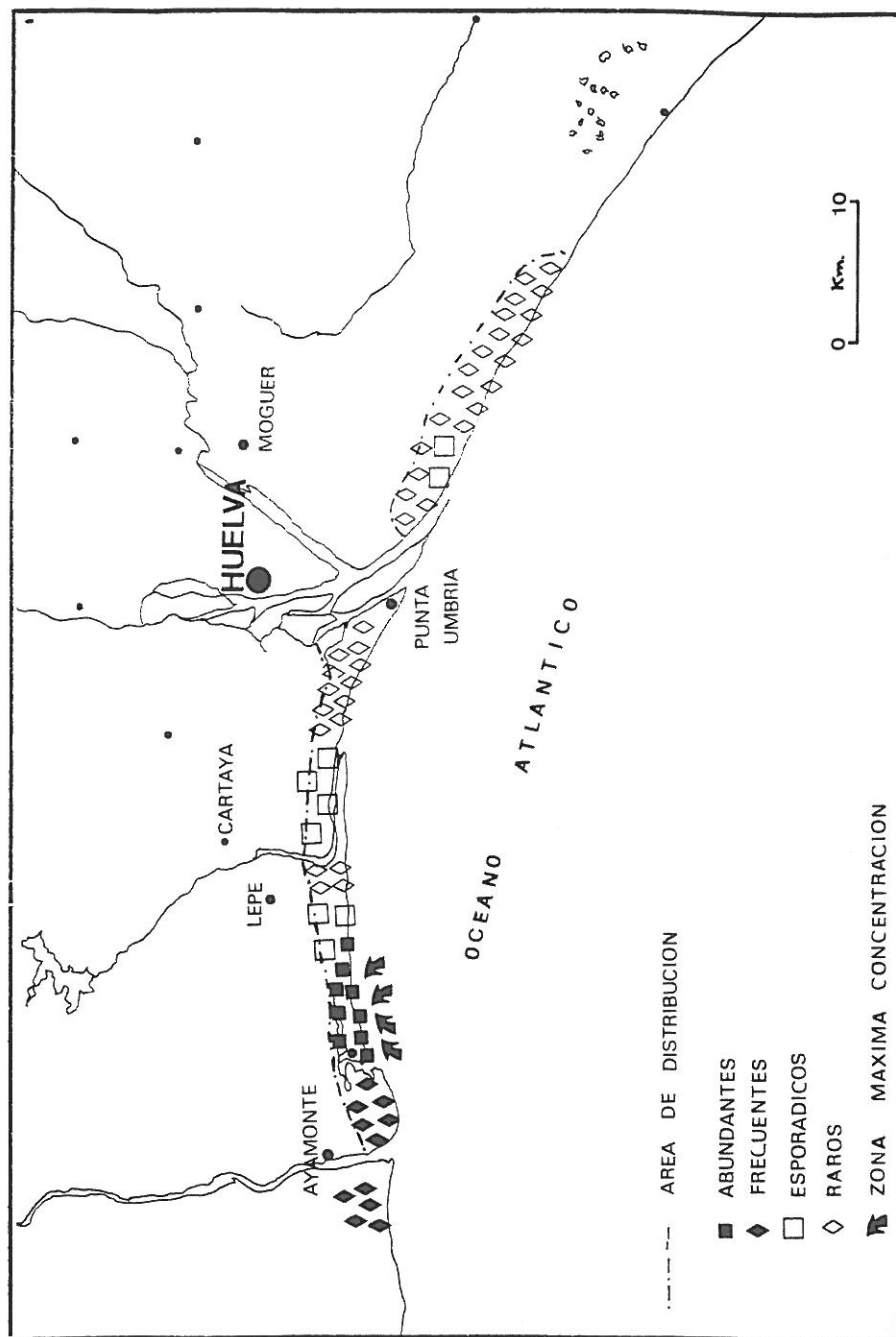 HUELVA
MOGUER
CARTAYA
LEPE
AYAMONTE
PUNTA
UMBRIA
OCEANO ATLANTICO
AREA DE DISTRIBUCION
ABUNDANTES
FRECUENTES
ESPORADICOS
RAROS
ZONA MAXIMA CONCENTRACION
0 Km. 10